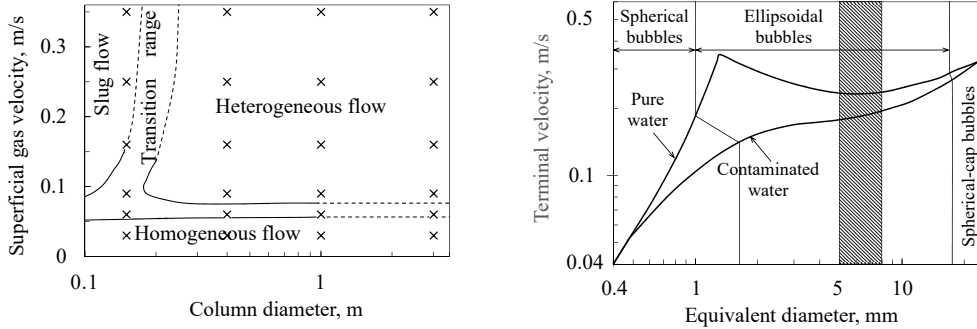 0.3
0.2
0.1
0
0.1
1
Superficial gas velocity, m/s
Column diameter, m
Slug flow
Transition range
Heterogeneous flow
Homogeneous flow
0.5
0.1
0.04
0.4
1
5
10
Terminal velocity, m/s
Equivalent diameter, mm
Spherical
bubbles
Ellipsoidal
bubbles
Pure
water
Contaminated
water
Spherical-cap bubbles